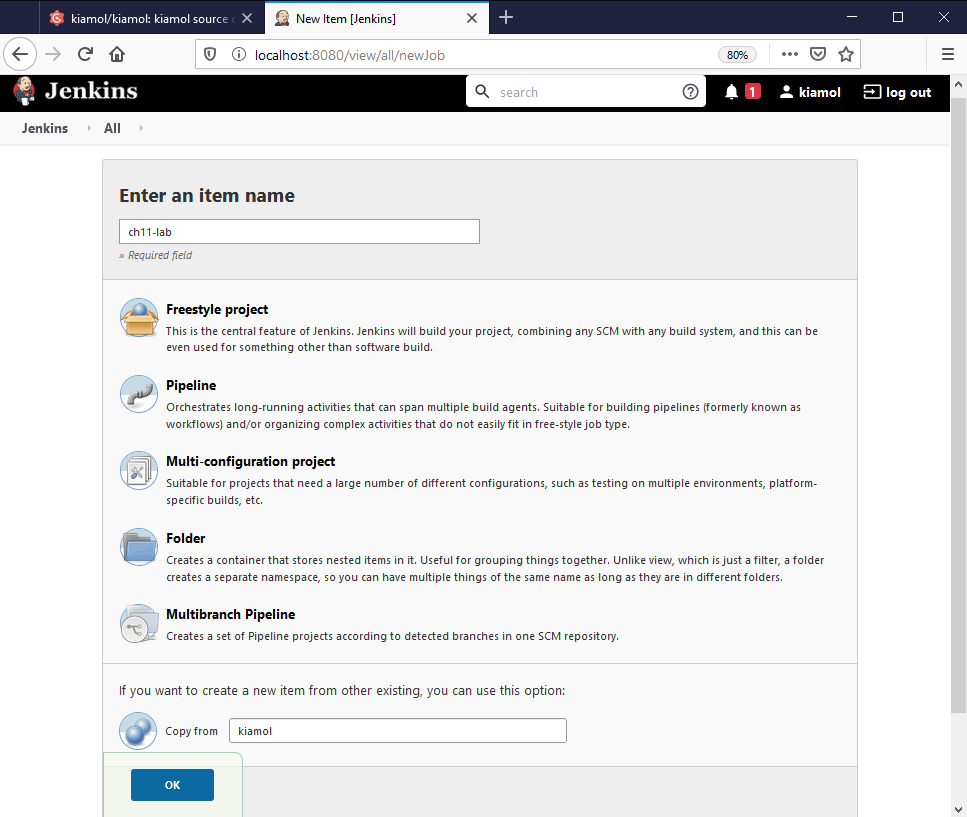 kiamol/kiamol: kiamol source
New Item [Jenkins]
localhost:8080/view/all/newJob
80%
Jenkins
search
1
kiamol
log out
Jenkins
All
Enter an item name
ch11-lab
» Required field
Freestyle project
This is the central feature of Jenkins. Jenkins will build your project, combining any SCM with any build system, and this can be
even used for something other than software build.
Pipeline
Orchestrates long-running activities that can span multiple build agents. Suitable for building pipelines (formerly known as
workflows) and/or organizing complex activities that do not easily fit in free-style job type.
Multi-configuration project
Suitable for projects that need a large number of different configurations, such as testing on multiple environments, platform-
specific builds, etc.
Folder
Creates a container that stores nested items in it. Useful for grouping things together. Unlike view, which is just a filter, a folder
creates a separate namespace, so you can have multiple things of the same name as long as they are in different folders.
Multibranch Pipeline
Creates a set of Pipeline projects according to detected branches in one SCM repository.
If you want to create a new item from other existing, you can use this option:
Copy from
kiamol
OK